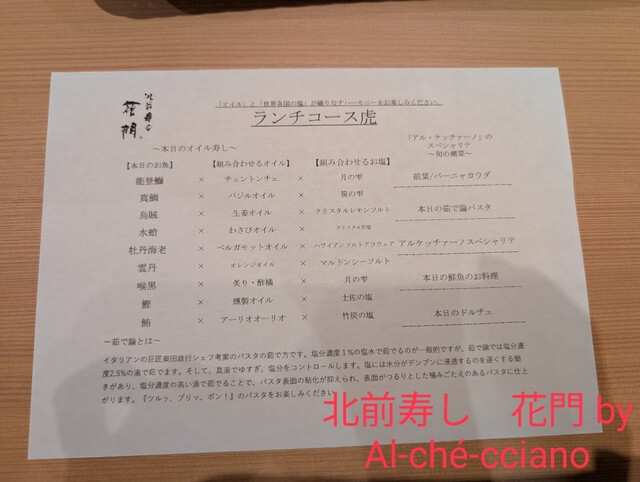 北前寿し
花門
「オイル」と「世界各国の塩」が織りなすハーモニーをお楽しみください。
ランチコース虎
～本日のオイル寿し～
【本日のお魚】 【組み合わせるオイル】 【組み合わせるお塩】
能登鰤 × チェントンチェ × 月の雫
真鯛 × バジルオイル × 笹の雫
烏賊 × 生姜オイル × クリスタルレモンソルト
水蛸 × わさびオイル × クリスタル岩塩
牡丹海老 × ベルガモットオイル × ハワイアンソルトアラウェア
雲丹 × オレンジオイル × マルドンシーソルト
喉黒 × 炙り・酢橘 × 月の雫
鰹 × 燻製オイル × 土佐の塩
鮪 × アーリオオーリオ × 竹炭の塩
「アル・ケッチァーノ」の
スペシャリテ
～旬の献菜～
前菜/バーニャカウダ
本日の茹で論パスタ
アルケッチァーノスペシャリテ
本日の鮮魚のお料理
本日のドルチェ
～茹で論とは～
イタリアンの巨匠奥田政行シェフ考案のパスタの茹で方です。塩分濃度１%の塩水で茹でるのが一般的ですが、茹で論では塩分濃
度2.5%の湯で茹でます。そして、真湯でゆすぎ、塩分をコントロールします。塩には水分がデンプンに浸透するのを遅くする働
きがあり、塩分濃度の高い湯で茹でることで、パスタ表面の粘化が抑えられ、表面がつるりとした噛みごたえのあるパスタに仕上
がります。『ツルッ、プリッ、ポン！』のパスタをお楽しみください
北前寿し 花門 by
Al-ché-cciano